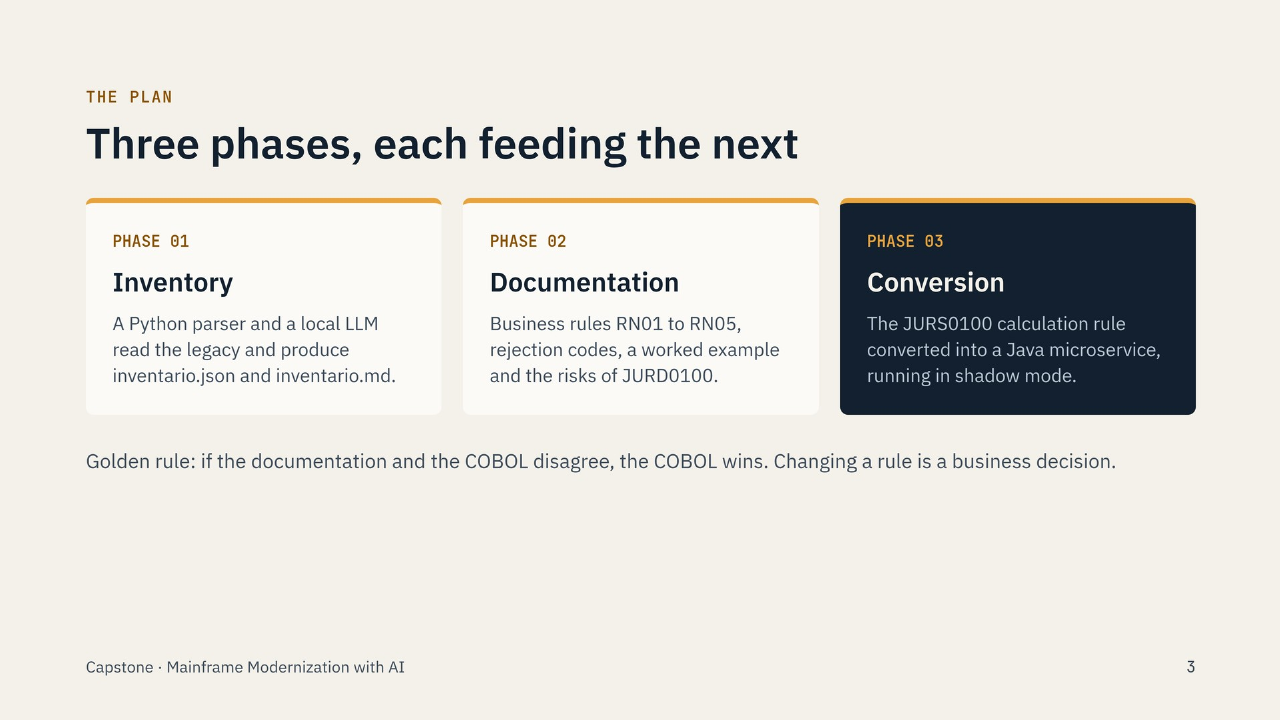 THE PLAN
Three phases, each feeding the next
PHASE 01
Inventory
A Python parser and a local LLM
read the legacy and produce
inventario.json and inventario.md.
PHASE 02
Documentation
Business rules RN01 to RN05,
rejection codes, a worked example
and the risks of JURD0100.
PHASE 03
Conversion
The JURS0100 calculation rule
converted into a Java microservice,
running in shadow mode.
Golden rule: if the documentation and the COBOL disagree, the COBOL wins. Changing a rule is a business decision.
Capstone · Mainframe Modernization with AI
3